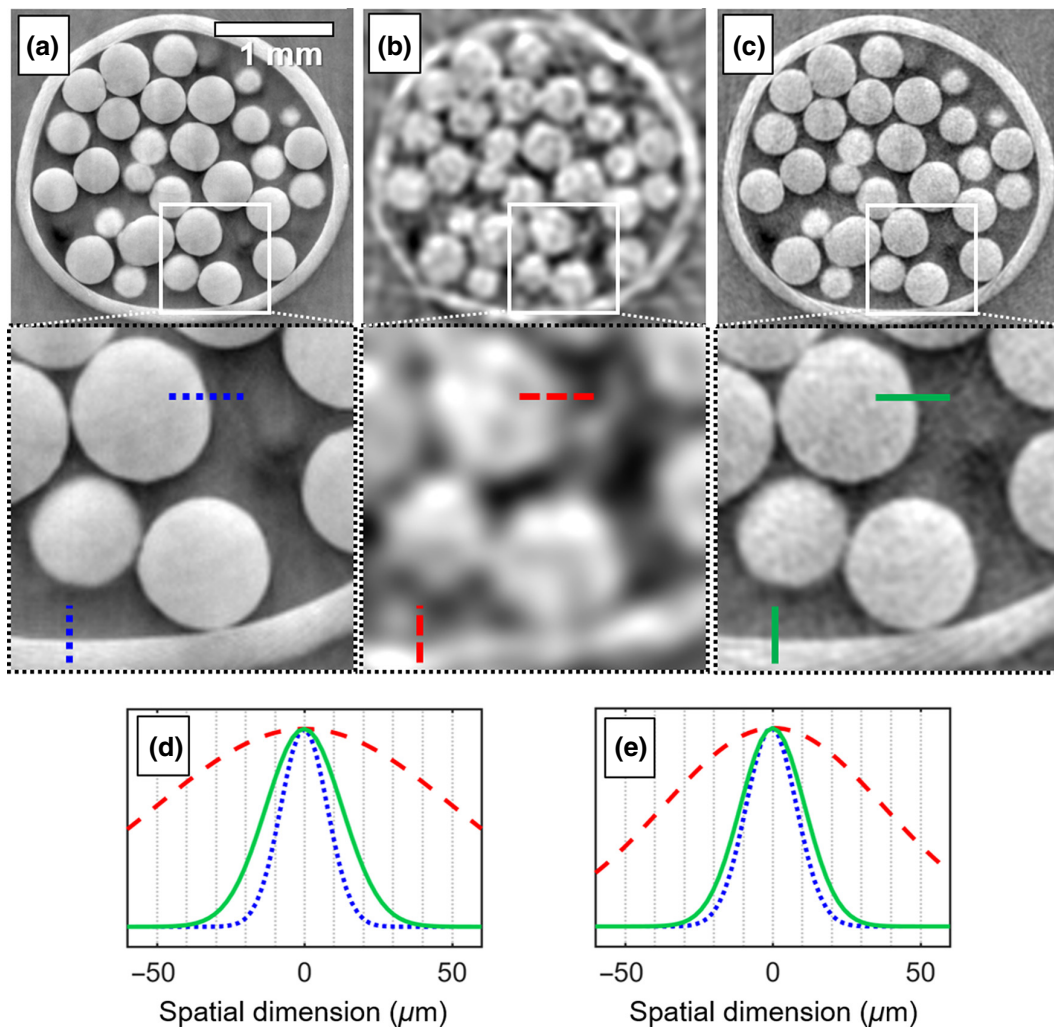 (a)
1 mm
(b)
(c)
(d)
(e)
−50
0
50
−50
0
50
Spatial dimension (µm)
Spatial dimension (µm)